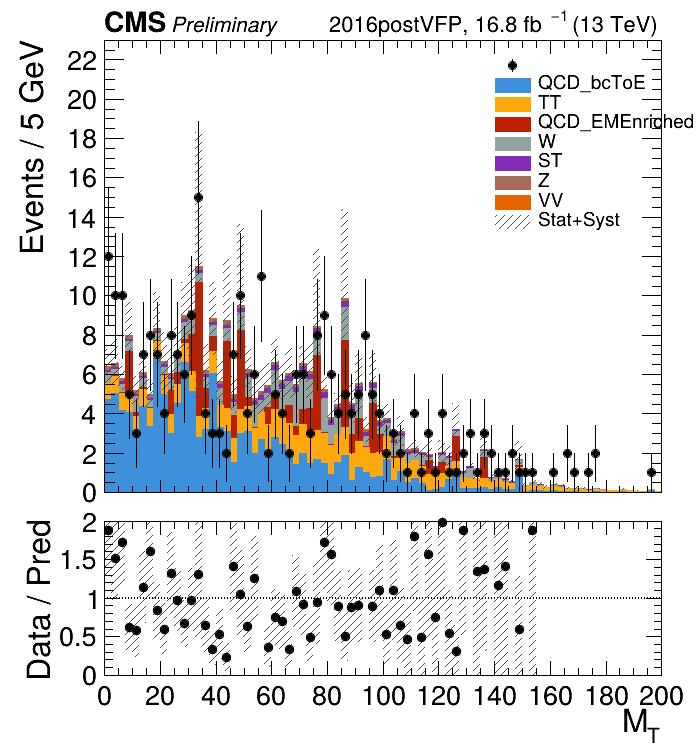 CMS Preliminary 2016postVFP, 16.8 fb⁻¹ (13 TeV)
Events / 5 GeV
22
20
18
16
14
12
10
8
6
4
2
0
QCD_bcToE
TT
QCD_EMEnriched
W
ST
Z
VV
Stat+Syst
Data / Pred
2
1.5
1
0.5
0
0 20 40 60 80 100 120 140 160 180 200
M_T